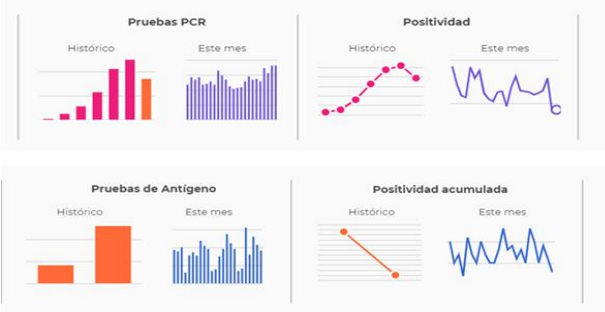 Pruebas PCR
Positividad
Histórico
Este mes
Histórico
Este mes
Pruebas de Antígeno
Positividad acumulada
Histórico
Este mes
Histórico
Este mes